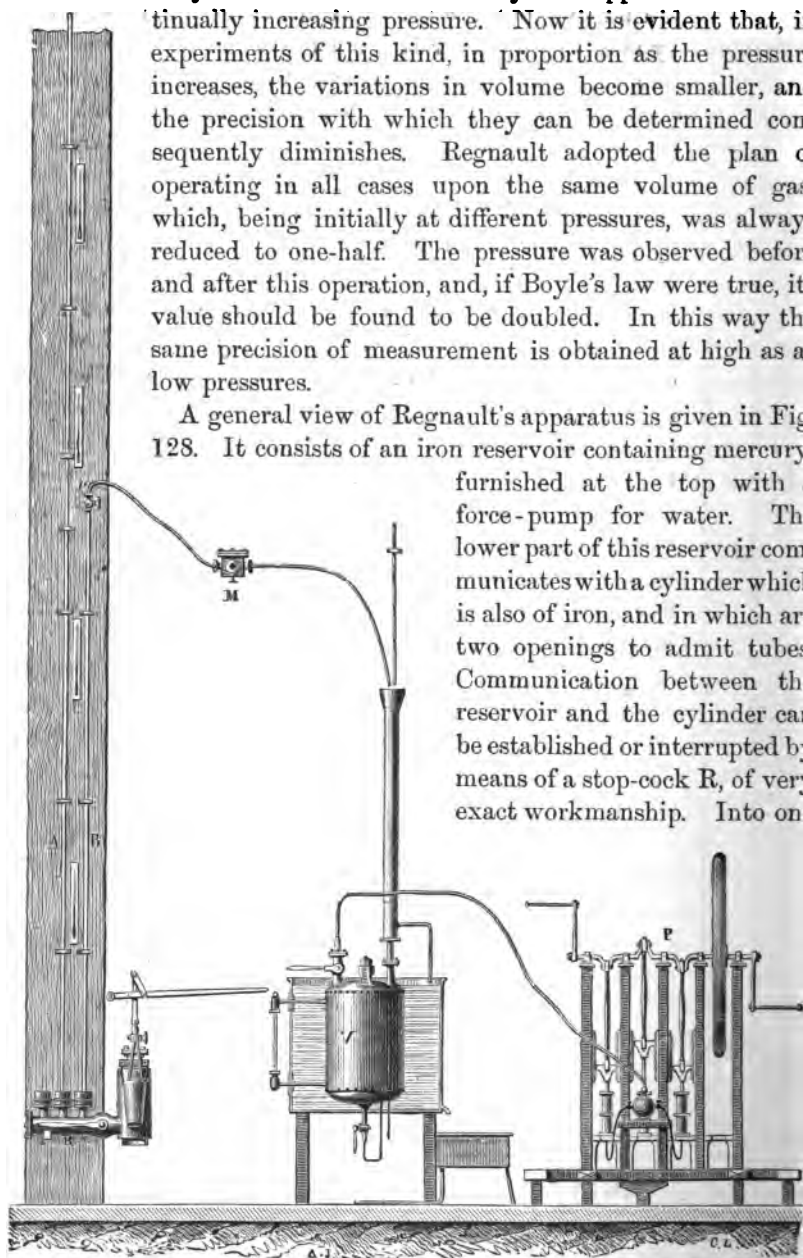 tinually increasing pressure. Now it is evident that, i
experiments of this kind, in proportion as the pressur
increases, the variations in volume become smaller, an
the precision with which they can be determined con
sequently diminishes. Regnault adopted the plan o
operating in all cases upon the same volume of gas
which, being initially at different pressures, was alway
reduced to one-half. The pressure was observed befor
and after this operation, and, if Boyle's law were true, it
value should be found to be doubled. In this way th
same precision of measurement is obtained at high as a
low pressures.
A general view of Regnault's apparatus is given in Fig
128. It consists of an iron reservoir containing mercury
furnished at the top with
force-pump for water. Th
lower part of this reservoir com
municates with a cylinder which
is also of iron, and in which ar
two openings to admit tubes
Communication between th
reservoir and the cylinder can
be established or interrupted by
means of a stop-cock R, of very
exact workmanship. Into on
M
A B
P
V
R